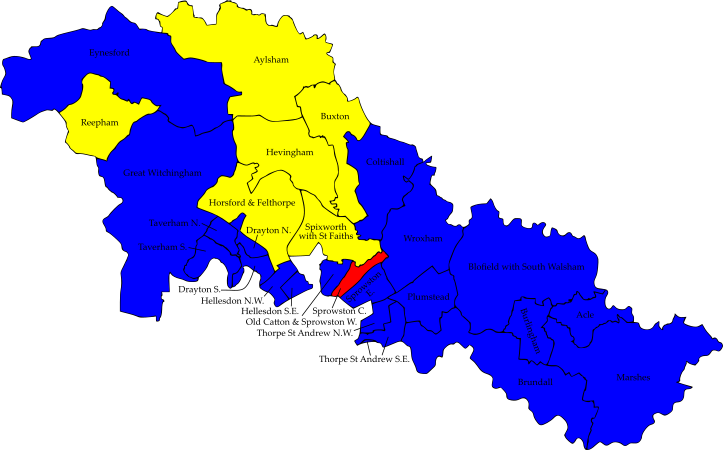 Eynesford
Aylsham
Reepham
Buxton
Hevingham
Coltishall
Great Witchingham
Horsford & Felthorpe
Taverham N.
Drayton N.
Spixworth
with St Faiths
Wroxham
Taverham S.
Blofield with South Walsham
Drayton S.
Hellesdon N.W.
Plumstead
Hellesdon S.E.
Sprowston C.
Acle
Old Catton & Sprowston W.
Thorpe St Andrew N.W.
Thorpe St Andrew S.E.
Brundall
Marshes